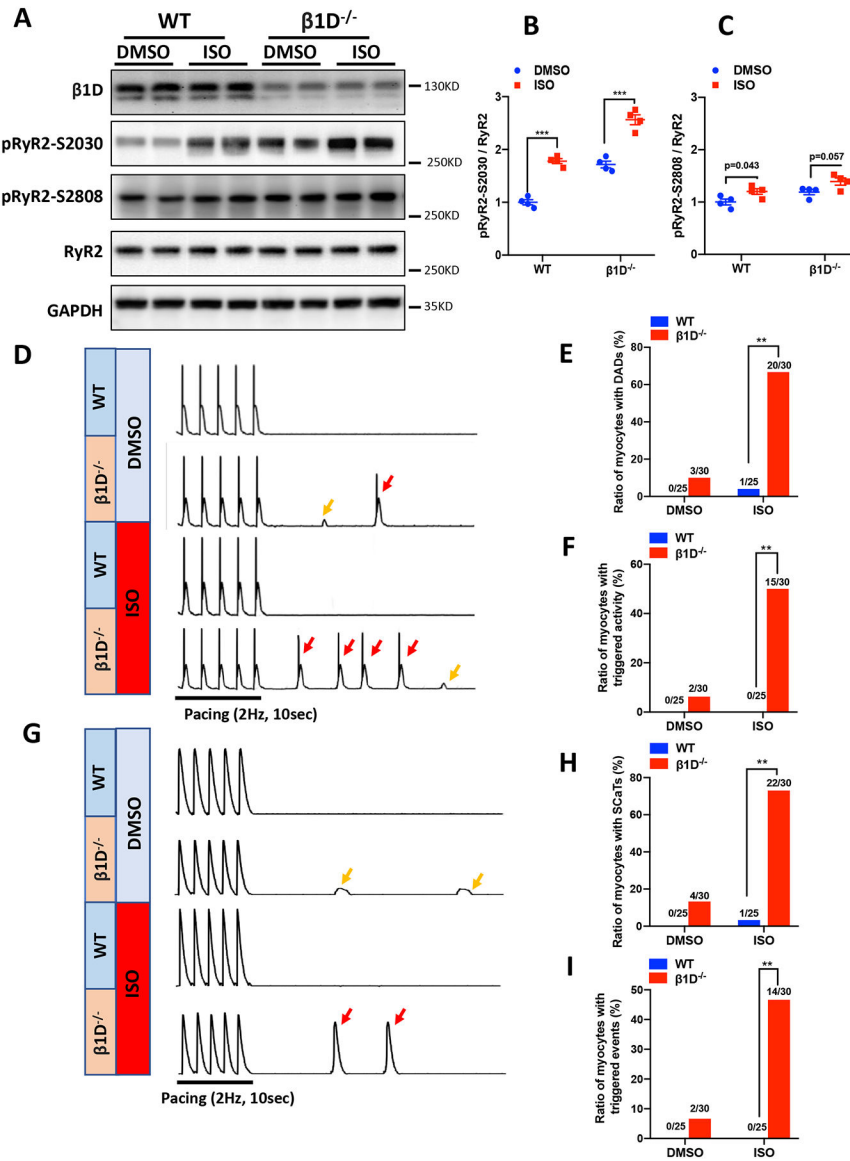 A
WT
β1D-/-
DMSO
ISO
DMSO
ISO
β1D
130KD
pRyR2-S2030
250KD
pRyR2-S2808
250KD
RyR2
250KD
GAPDH
35KD
B
DMSO
ISO
pRyR2-S2030 / RyR2
3
2
1
0
***
***
WT
β1D-/-
C
DMSO
ISO
pRyR2-S2808 / RyR2
3
2
1
0
p=0.043
p=0.057
WT
β1D-/-
D
WT
β1D-/-
DMSO
WT
β1D-/-
ISO
Pacing (2Hz, 10sec)
E
WT
β1D-/-
Ratio of myocytes with DADs (%)
80
60
40
20
0
**
0/25
3/30
1/25
20/30
DMSO
ISO
F
WT
β1D-/-
Ratio of myocytes with
triggered activity (%)
60
40
20
0
**
0/25
2/30
0/25
15/30
DMSO
ISO
G
WT
β1D-/-
DMSO
WT
β1D-/-
ISO
Pacing (2Hz, 10sec)
H
WT
β1D-/-
Ratio of myocytes with SCaTs (%)
80
60
40
20
0
**
0/25
4/30
1/25
22/30
DMSO
ISO
I
WT
β1D-/-
Ratio of myocytes with
triggered events (%)
50
40
30
20
10
0
**
0/25
2/30
0/25
14/30
DMSO
ISO